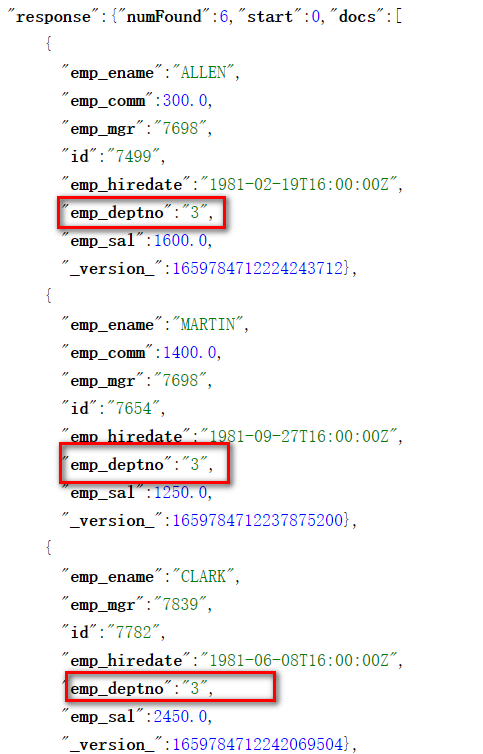 "response":{"numFound":6,"start":0,"docs":[
{
"emp_ename":"ALLEN",
"emp_comm":300.0,
"emp_mgr":"7698",
"id":"7499",
"emp_hiredate":"1981-02-19T16:00:00Z",
"emp_deptno":"3",
"emp_sal":1600.0,
"_version_":1659784712224243712},
{
"emp_ename":"MARTIN",
"emp_comm":1400.0,
"emp_mgr":"7698",
"id":"7654",
"emp_hiredate":"1981-09-27T16:00:00Z",
"emp_deptno":"3",
"emp_sal":1250.0,
"_version_":1659784712237875200},
{
"emp_ename":"CLARK",
"emp_mgr":"7839",
"id":"7782",
"emp_hiredate":"1981-06-08T16:00:00Z",
"emp_deptno":"3",
"emp_sal":2450.0,
"_version_":1659784712242069504},